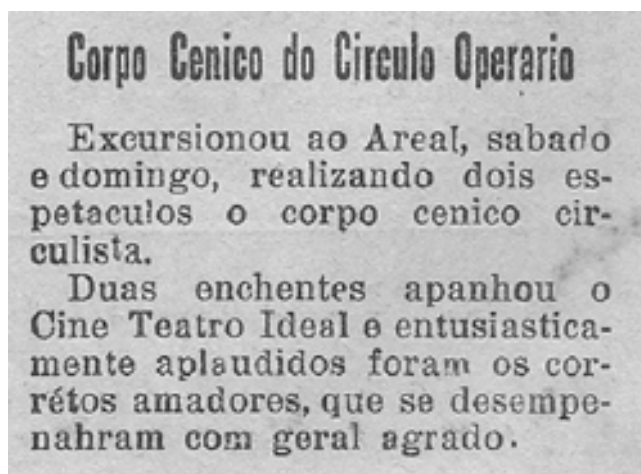 Corpo Cenico do Circulo Operario
Excursionou ao Areal, sabado
e domingo, realizando dois es-
petaculos o corpo cenico cir-
culista.
Duas enchentes apanhou o
Cine Teatro Ideal e entusiastica-
mente aplaudidos foram os cor-
rétos amadores, que se desempe-
nahram com geral agrado.